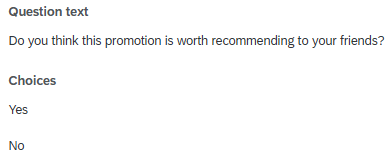 Question text
Do you think this promotion is worth recommending to your friends?
Choices
Yes
No